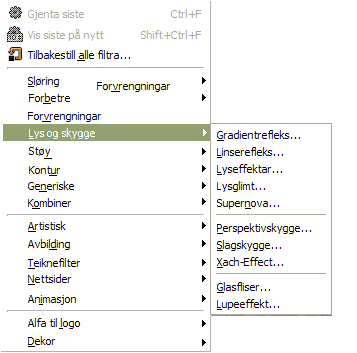 Gjenta siste Ctrl+F
Vis siste på nytt Shift+Ctrl+F
Tilbakestill alle filtra...
Sløring
Forvrengningar
Forbetre
Forvrengningar
Lys og skygge
Støy
Kontur
Generiske
Kombiner
Artistisk
Avbilding
Teiknefilter
Nettsider
Animasjon
Alfa til logo
Dekor
Gradientrefleks...
Linserefleks...
Lyseffektar...
Lysglimt...
Supernova...
Perspektivskygge...
Slagskygge...
Xach-Effect...
Glasfliser...
Lupeeffekt...